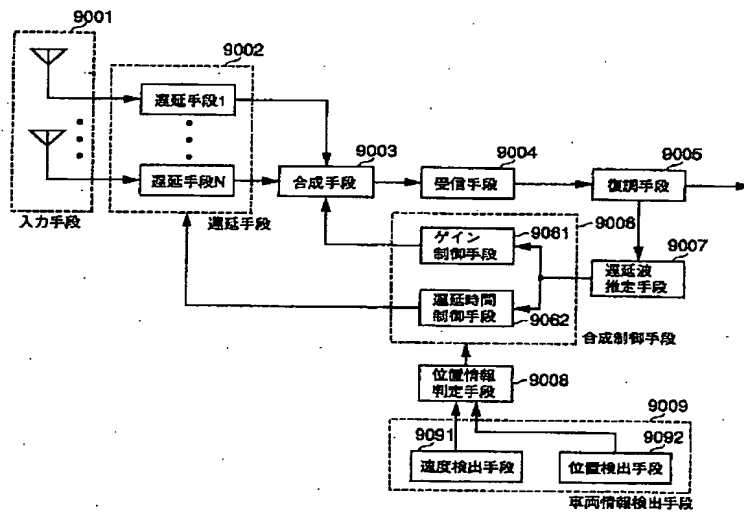 9001
9002
遅延手段1
遅延手段N
入力手段
遅延手段
9003
合成手段
9004
受信手段
9005
復調手段
9006
9061
ゲイン
制御手段
9007
遅延波
推定手段
遅延時間
制御手段
9062
合成制御手段
位置情報
判定手段
9008
9009
9091
速度検出手段
9092
位置検出手段
車両情報検出手段